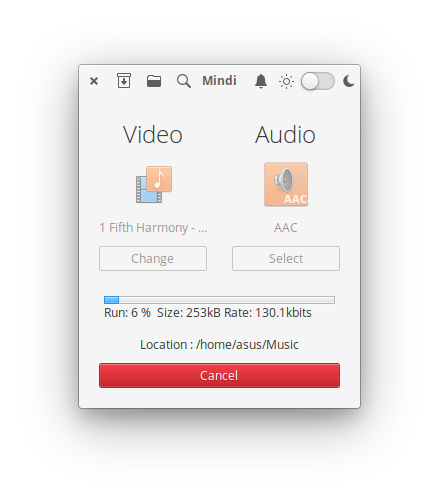 Mindi
Video Audio
AAC
1 Fifth Harmony - ... AAC
Change Select
Run: 6 % Size: 253kB Rate: 130.1kbits
Location : /home/asus/Music
Cancel